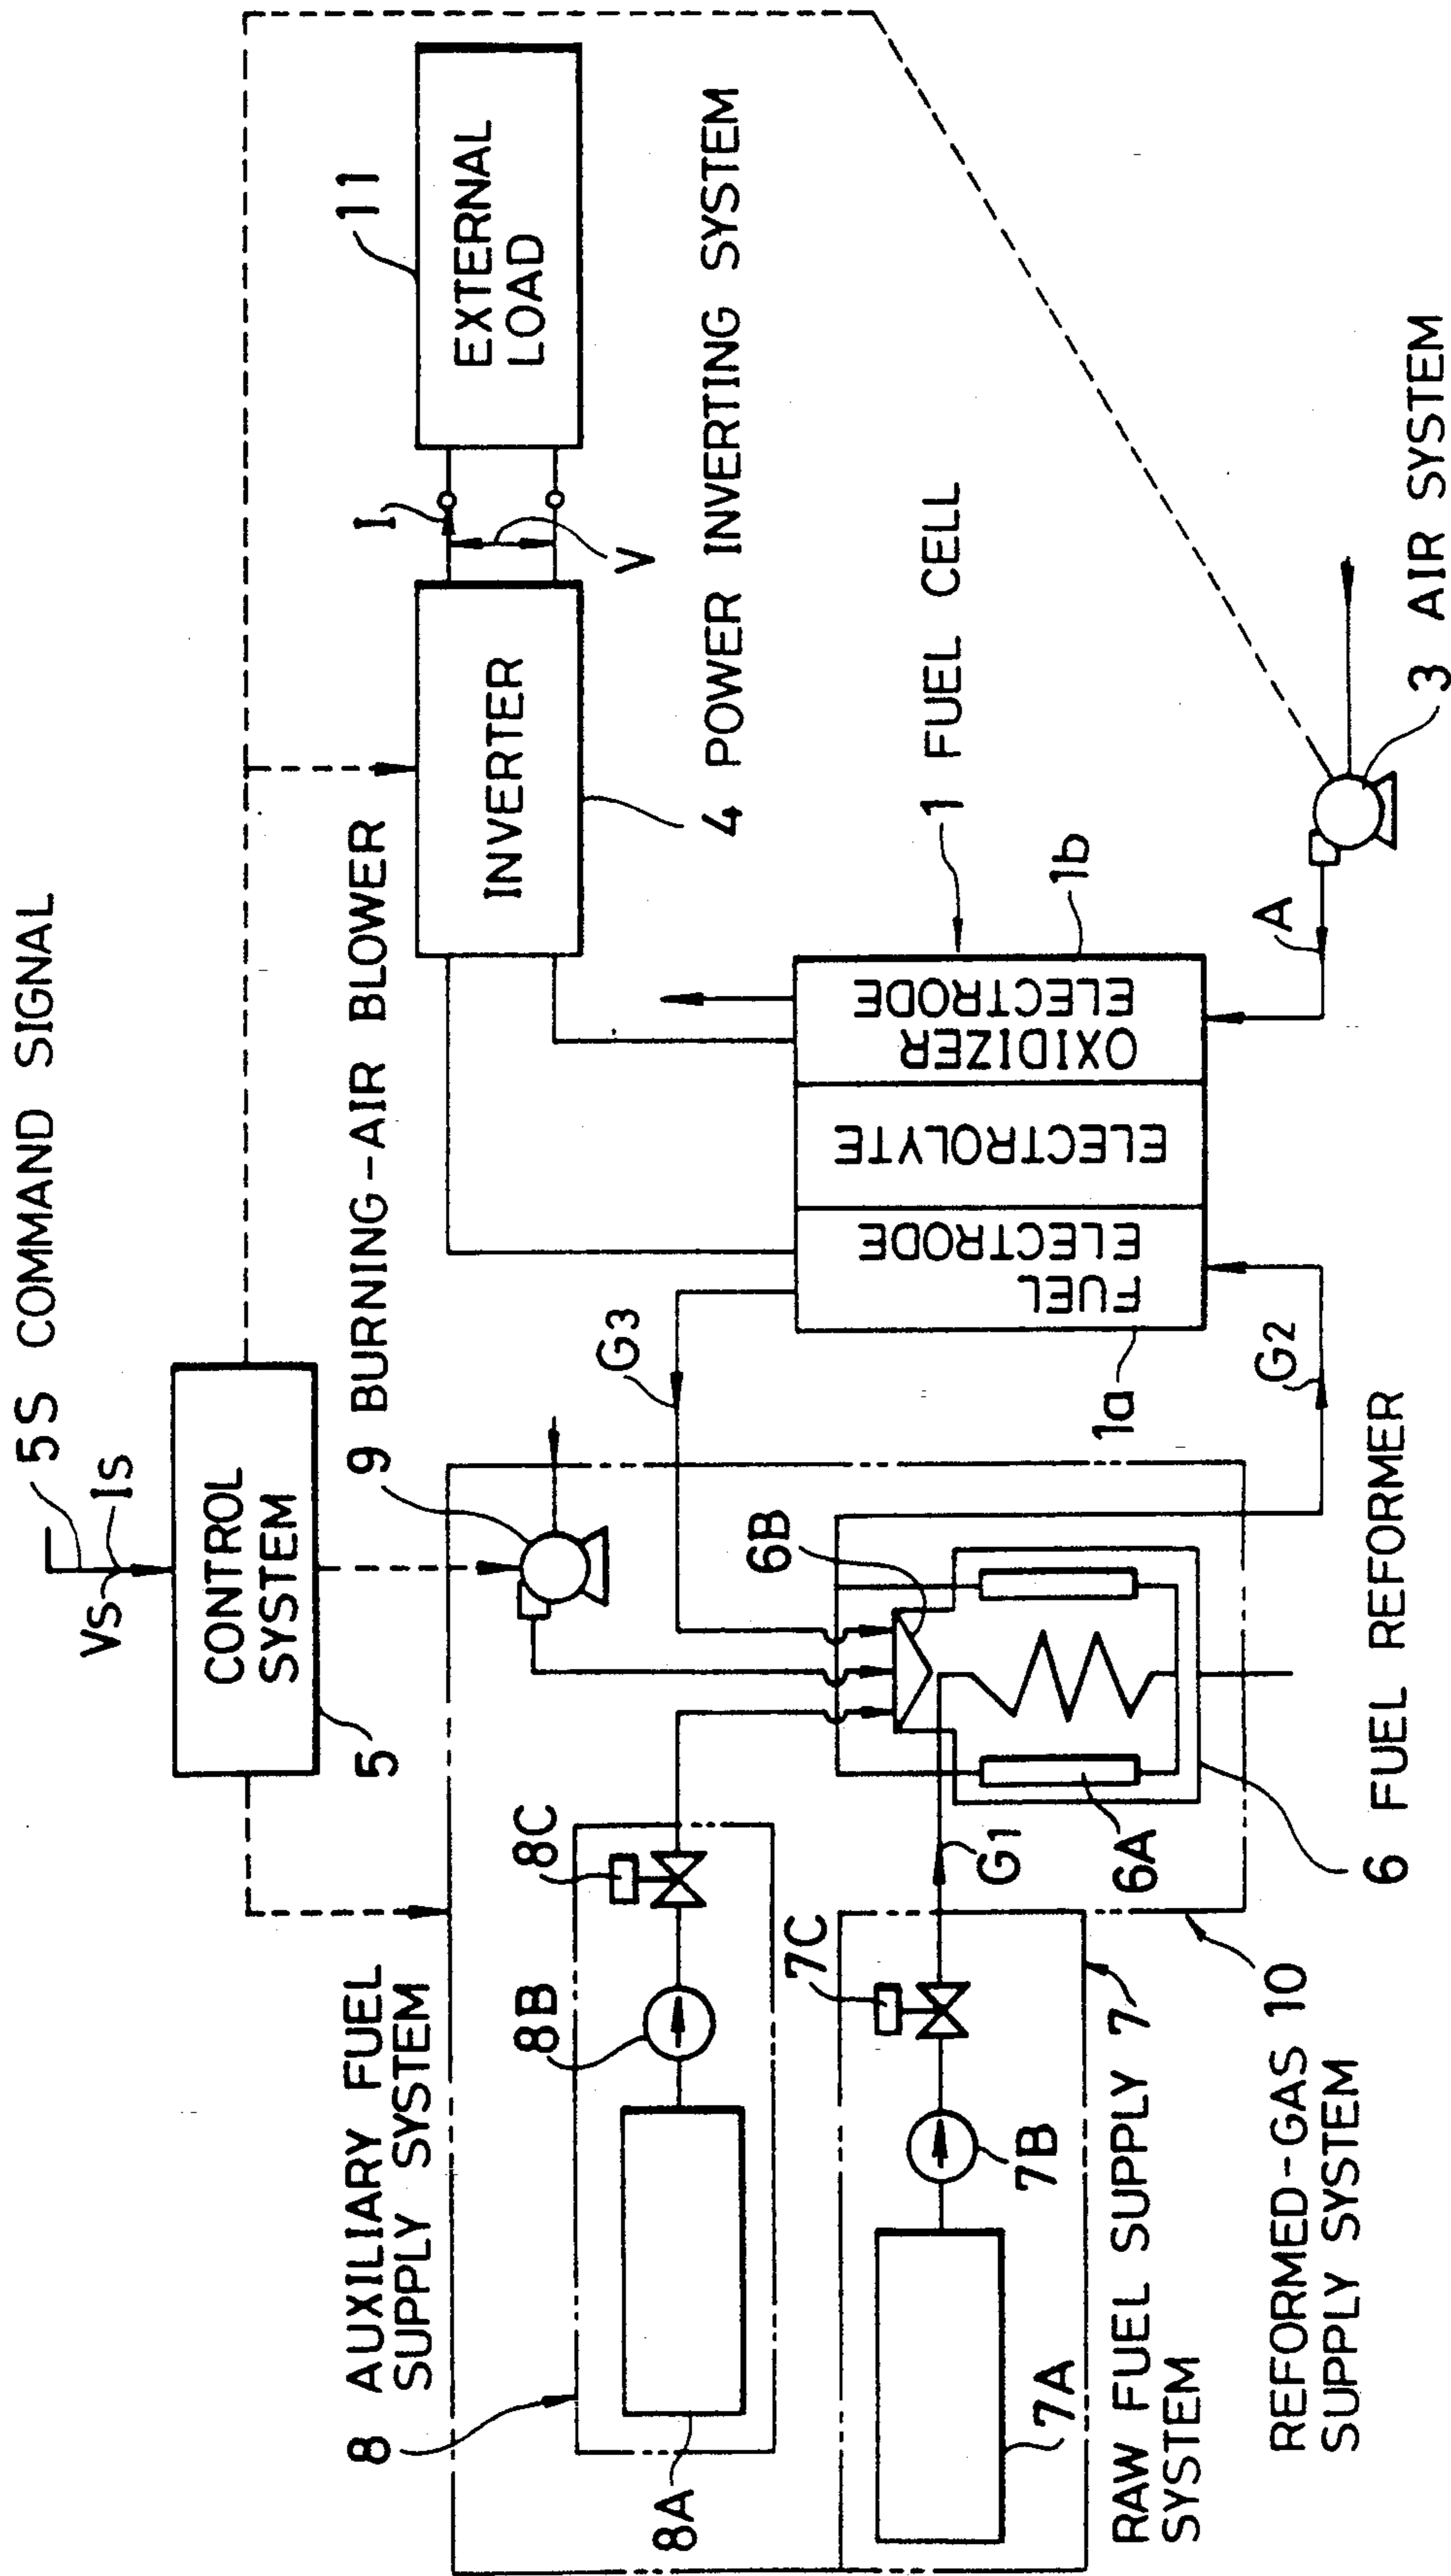 5S COMMAND SIGNAL
Vs
Is
CONTROL
SYSTEM
5
9 BURNING-AIR BLOWER
INVERTER
4 POWER INVERTING SYSTEM
I
V
EXTERNAL
LOAD
11
8 AUXILIARY FUEL
SUPPLY SYSTEM
8A
8B
8C
7A
7B
7C
RAW FUEL SUPPLY 7
SYSTEM
G1
6A
6B
6 FUEL REFORMER
REFORMED-GAS 10
SUPPLY SYSTEM
G3
G2
1 FUEL CELL
1a
FUEL
ELECTRODE
ELECTROLYTE
OXIDIZER
ELECTRODE
1b
A
3 AIR SYSTEM